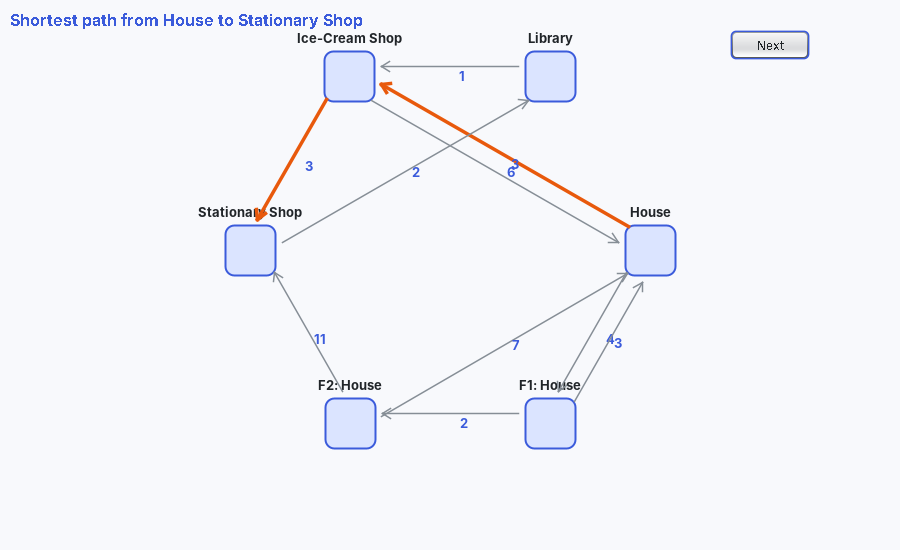 Shortest path from House to Stationary Shop
Ice-Cream Shop
Library
Next
1
3
2
3
6
Stationary Shop
House
11
7
4
3
F2: House
F1: House
2